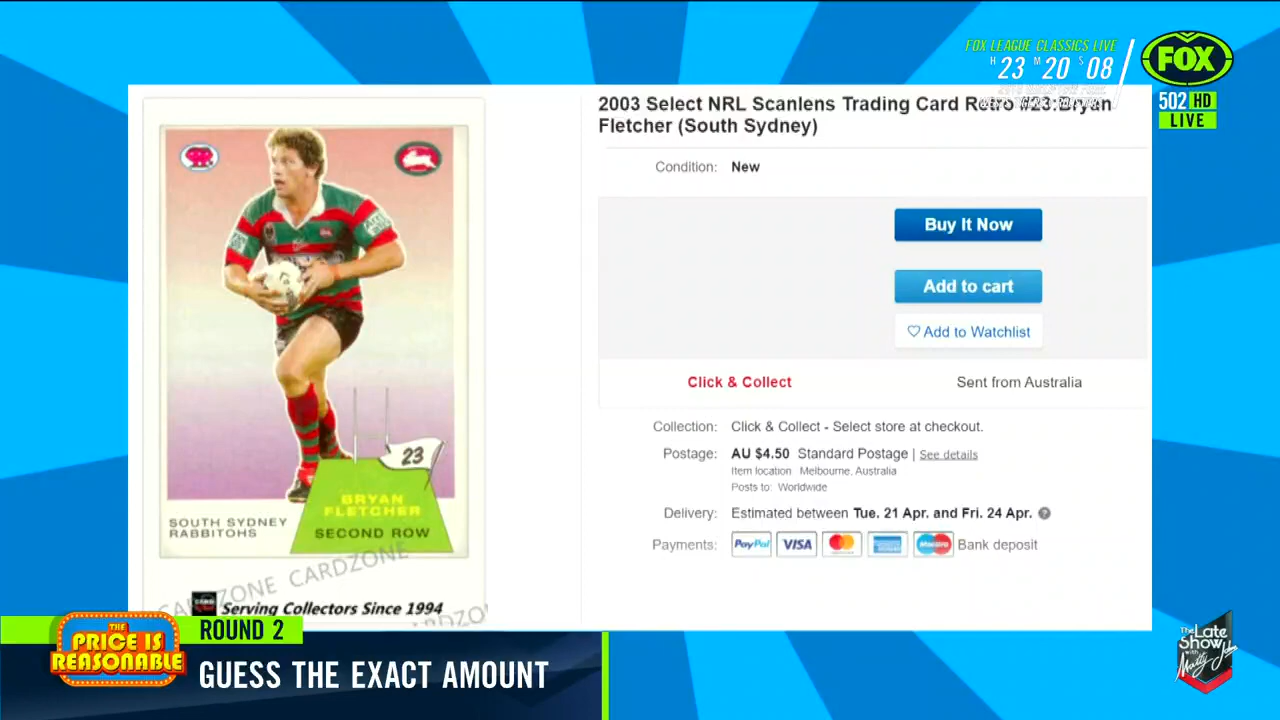 FOX LEAGUE CLASSICS LIVE
H 23 M 20 S 08
FOX
502 HD
LIVE
2003 Select NRL Scanlens Trading Card Retro #23:Bryan
Fletcher (South Sydney)
Condition: New
Buy It Now
Add to cart
Add to Watchlist
Click & Collect
Sent from Australia
Collection: Click & Collect - Select store at checkout.
Postage: AU $4.50 Standard Postage | See details
Item location Melbourne, Australia
Posts to: Worldwide
Delivery: Estimated between Tue. 21 Apr. and Fri. 24 Apr.
Payments: PayPal VISA Maestro Bank deposit
23
BRYAN
FLETCHER
SECOND ROW
SOUTH SYDNEY
RABBITOHS
CARDZONE CARDZONE
Serving Collectors Since 1994
CARDZO
THE
PRICE IS
REASONABLE
ROUND 2
GUESS THE EXACT AMOUNT
The Late
Show with
Matty Johns